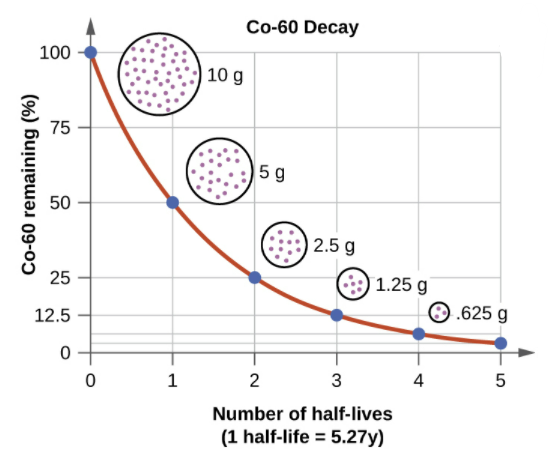 Co-60 Decay
100
10 g
75
5 g
50
2.5 g
25
1.25 g
12.5
.625 g
0
Co-60 remaining (%)
0 1 2 3 4 5
Number of half-lives
(1 half-life = 5.27y)